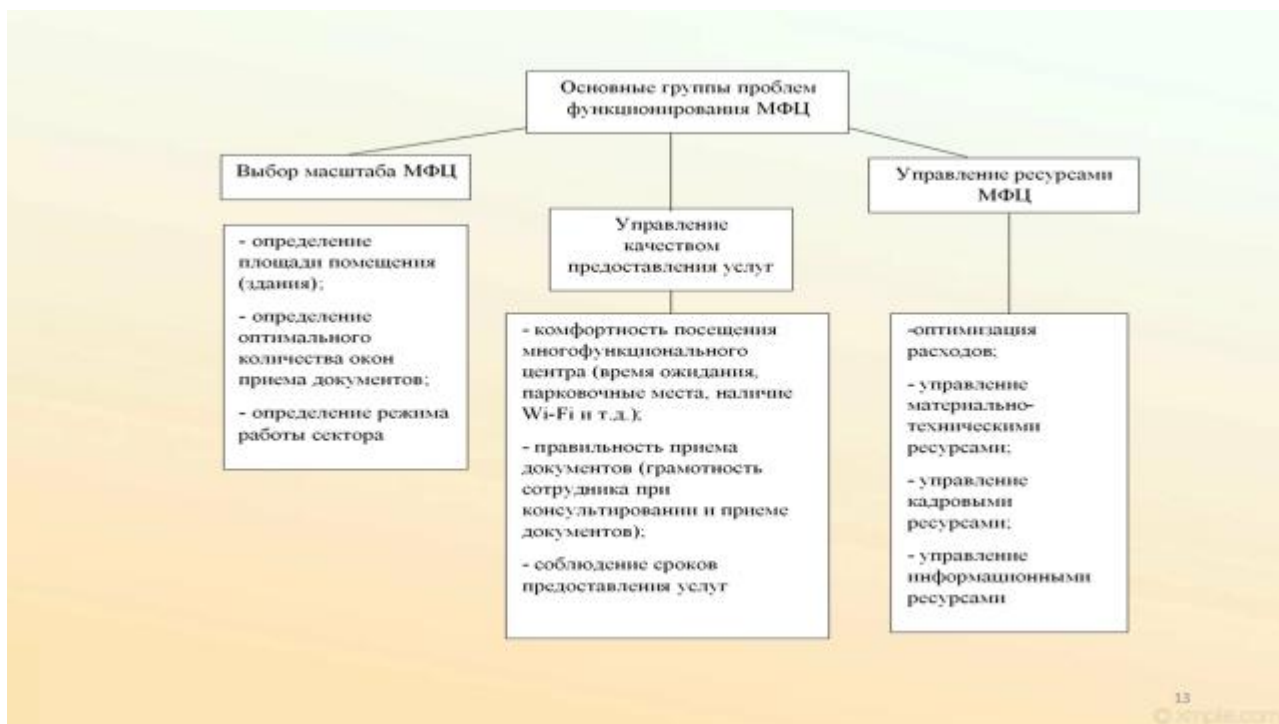 Основные группы проблем
функционирования МФЦ
Выбор масштаба МФЦ
- определение
площади помещения
(здания);
- определение
оптимального
количества окон
приема документов;
- определение режима
работы сектора
Управление
качеством
предоставления услуг
- комфортность посещения
многофункционального
центра (время ожидания,
парковочные места, наличие
Wi-Fi и т.д.);
- правильность приема
документов (грамотность
сотрудника при
консультировании и приеме
документов);
- соблюдение сроков
предоставления услуг
Управление ресурсами
МФЦ
-оптимизация
расходов;
- управление
материально-
техническими
ресурсами;
- управление
кадровыми
ресурсами;
- управление
информационными
ресурсами
13